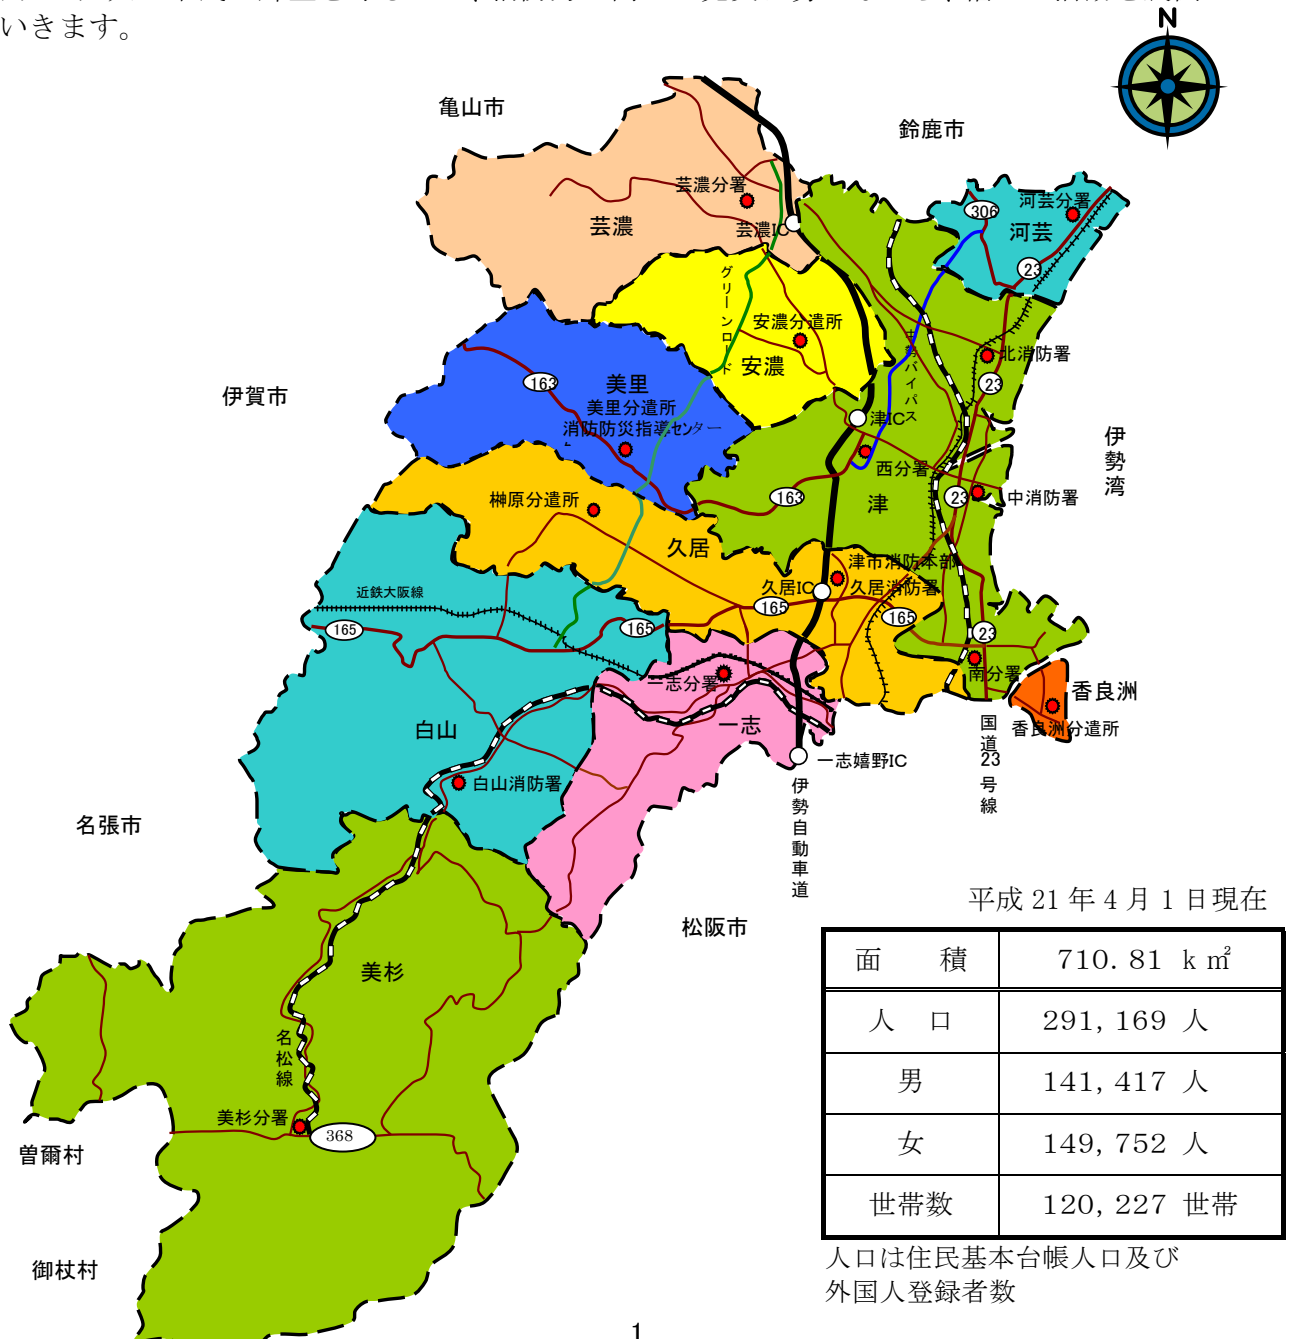 いきます。
N
亀山市
鈴鹿市
芸濃分署
河芸分署
306
芸濃
芸濃IC
河芸
23
グリーンロード
安濃分遣所
中勢バイパス
北消防署
安濃
163
美里
23
伊賀市
美里分遣所
津IC
消防防災指導センター
伊勢湾
西分署
榊原分遣所
163
津
23
中消防署
久居
津市消防本部
近鉄大阪線
久居IC
久居消防署
165
165
165
165
23
一志分署
南分署
香良洲
白山
一志
国道23号線
香良洲分遣所
一志嬉野IC
白山消防署
伊勢自動車道
名張市
松阪市
平成21年4月1日現在
面 積 710.81 k㎡
人 口 291,169 人
男 141,417 人
女 149,752 人
世帯数 120,227 世帯
人口は住民基本台帳人口及び
外国人登録者数
美杉
名松線
美杉分署
368
曽爾村
御杖村
1